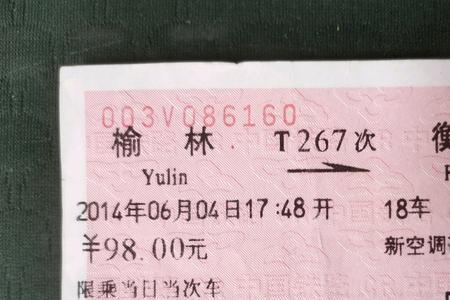 003V086160
榆 林 T267次 衡
Yulin
2014年06月04日17:48开 18车
¥98.00元 新空调
限乘当日当次车